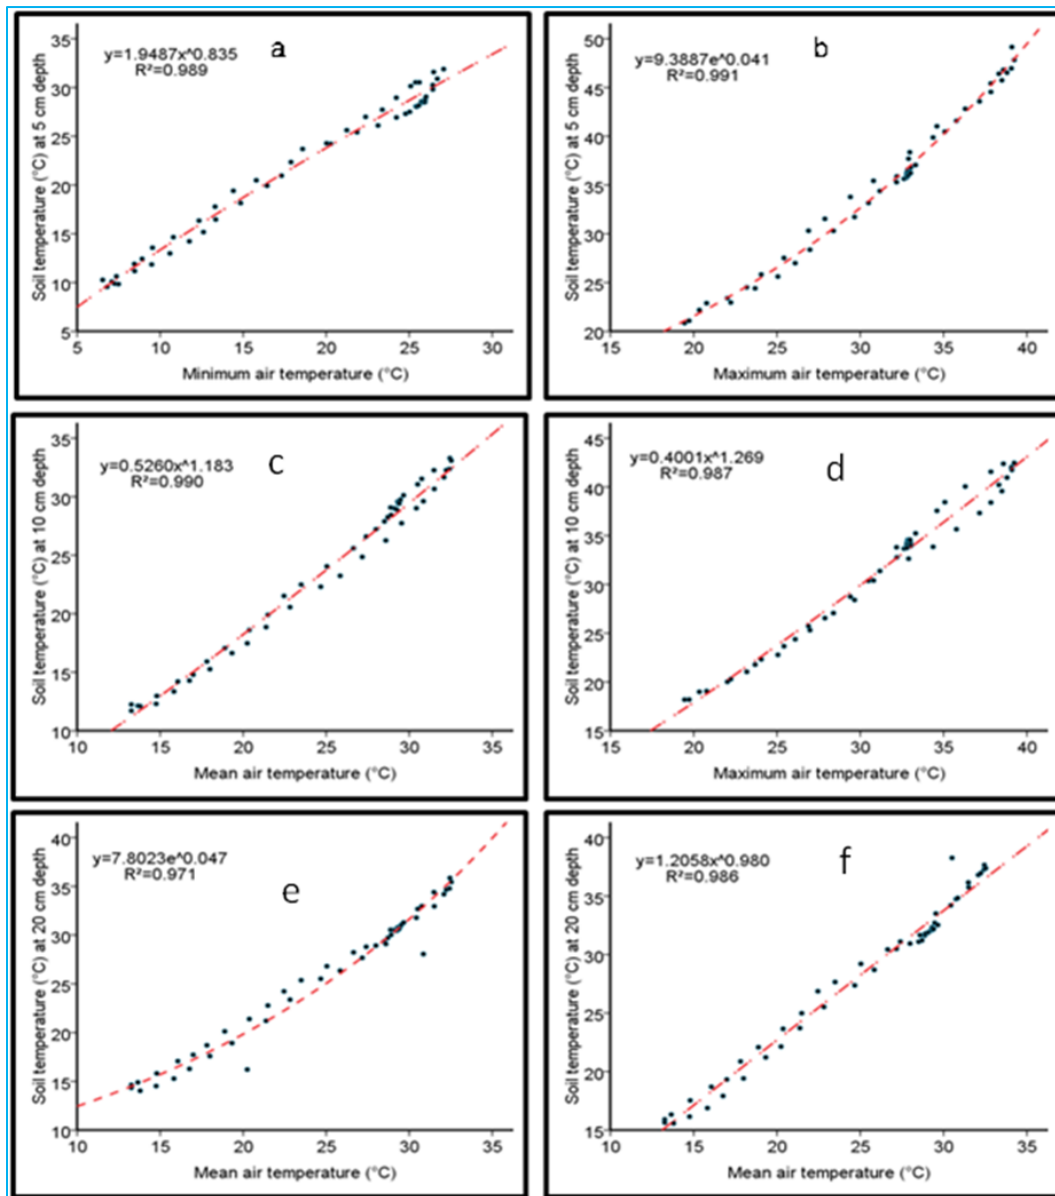 a
y=1.9487x^0.835
R²=0.989
Soil temperature (°C) at 5 cm depth
35
30
25
20
15
10
5
5 10 15 20 25 30
Minimum air temperature (°C)
b
y=9.3887e^0.041
R²=0.991
Soil temperature (°C) at 5 cm depth
50
45
40
35
30
25
20
15 20 25 30 35 40
Maximum air temperature (°C)
c
y=0.5260x^1.183
R²=0.990
Soil temperature (°C) at 10 cm depth
35
30
25
20
15
10
10 15 20 25 30 35
Mean air temperature (°C)
d
y=0.4001x^1.269
R²=0.987
Soil temperature (°C) at 10 cm depth
45
40
35
30
25
20
15
15 20 25 30 35 40
Maximum air temperature (°C)
e
y=7.8023e^0.047
R²=0.971
Soil temperature (°C) at 20 cm depth
40
35
30
25
20
15
10
10 15 20 25 30 35
Mean air temperature (°C)
f
y=1.2058x^0.980
R²=0.986
Soil temperature (°C) at 20 cm depth
40
35
30
25
20
15
10 15 20 25 30 35
Mean air temperature (°C)